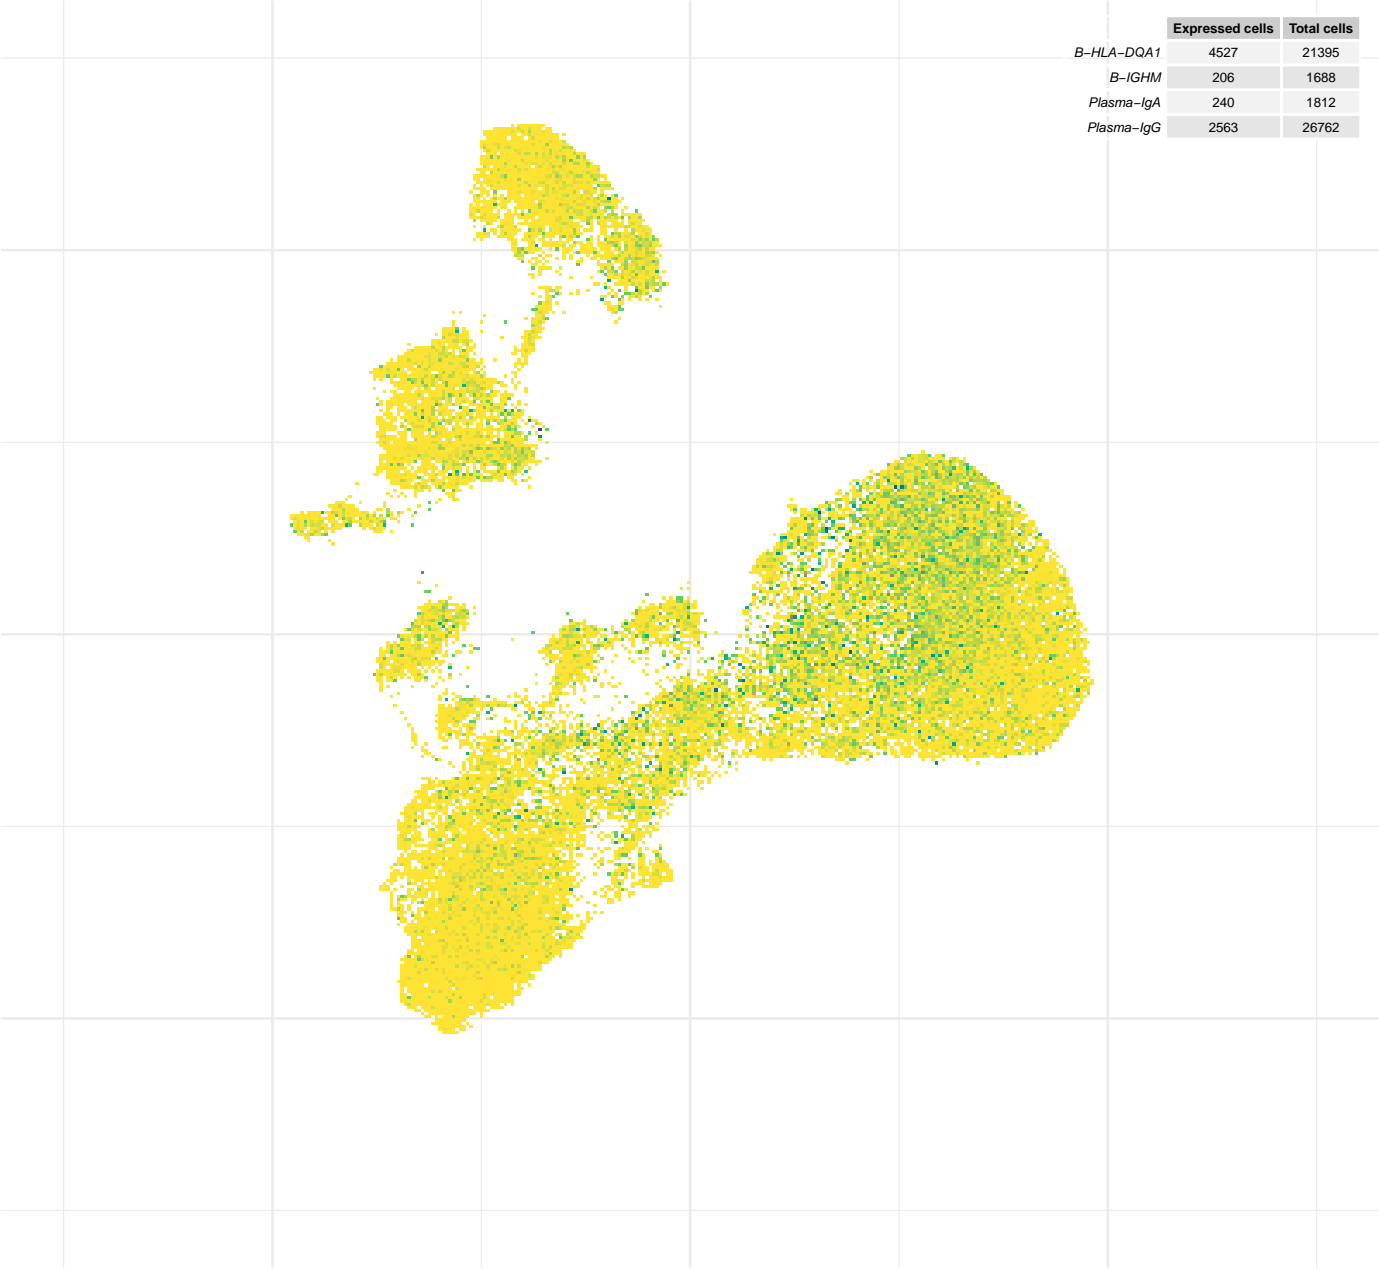 Expressed cells Total cells
B−HLA−DQA1 4527 21395
B−IGHM 206 1688
Plasma−IgA 240 1812
Plasma−IgG 2563 26762